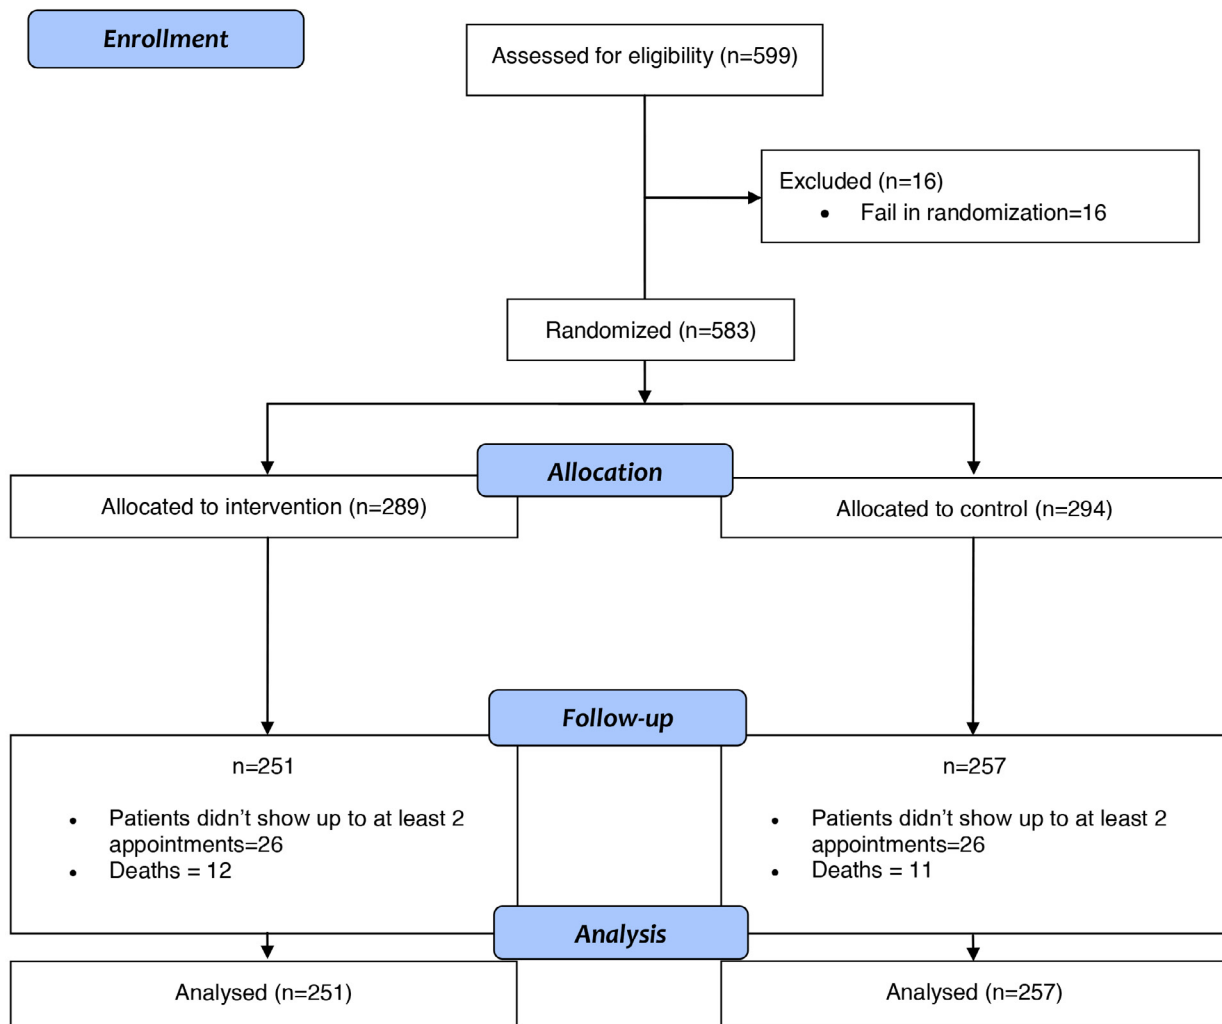 Enrollment
Assessed for eligibility (n=599)
Excluded (n=16)
• Fail in randomization=16
Randomized (n=583)
Allocation
Allocated to intervention (n=289)
Allocated to control (n=294)
Follow-up
n=251
• Patients didn't show up to at least 2
appointments=26
• Deaths = 12
n=257
• Patients didn't show up to at least 2
appointments=26
• Deaths = 11
Analysis
Analysed (n=251)
Analysed (n=257)